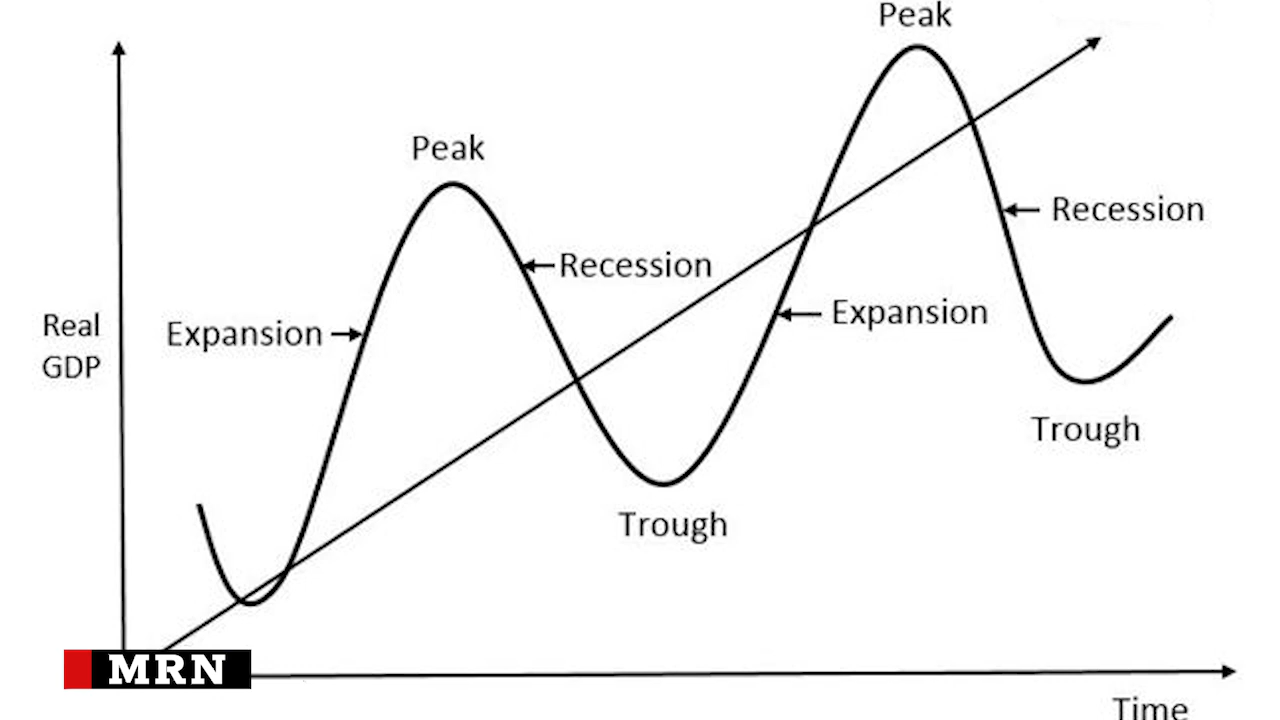 Peak
Peak
Recession
Recession
Real
GDP
Expansion
Expansion
Trough
Trough
MRN
Time